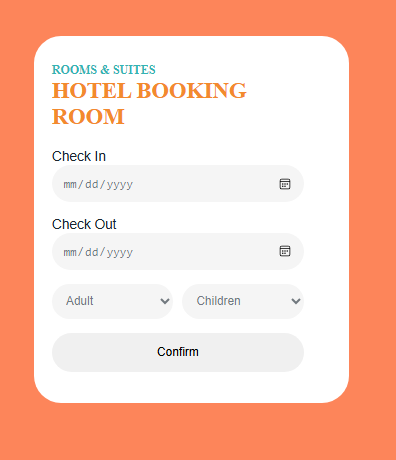 ROOMS & SUITES
HOTEL BOOKING
ROOM
Check In
mm/dd/yyyy
Check Out
mm/dd/yyyy
Adult Children
Confirm